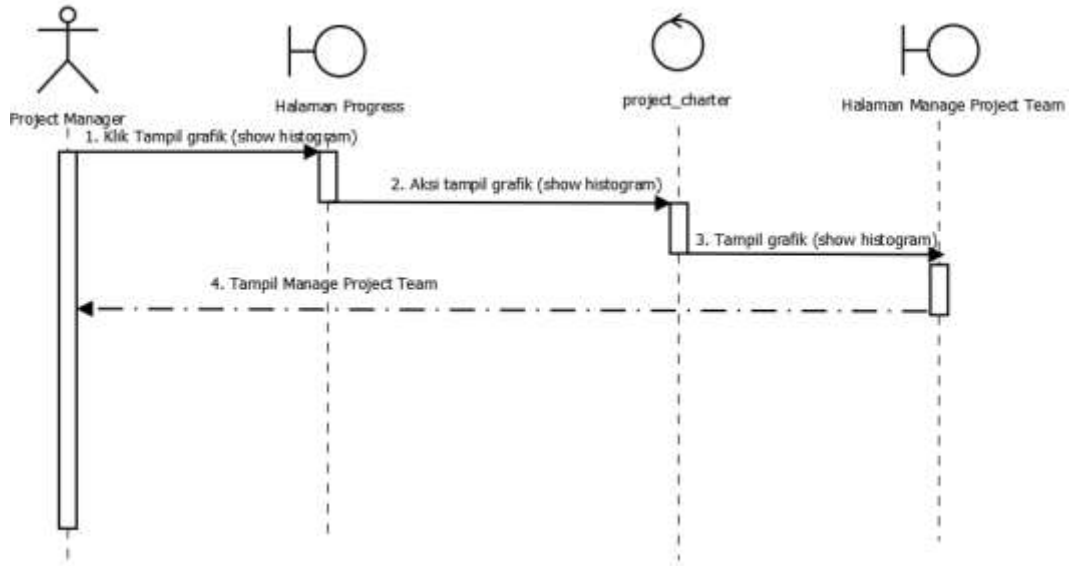 Project Manager
Halaman Progress
project_charter
Halaman Manage Project Team
1. Klik Tampil grafik (show histogram)
2. Aksi tampil grafik (show histogram)
3. Tampil grafik (show histogram)
4. Tampil Manage Project Team